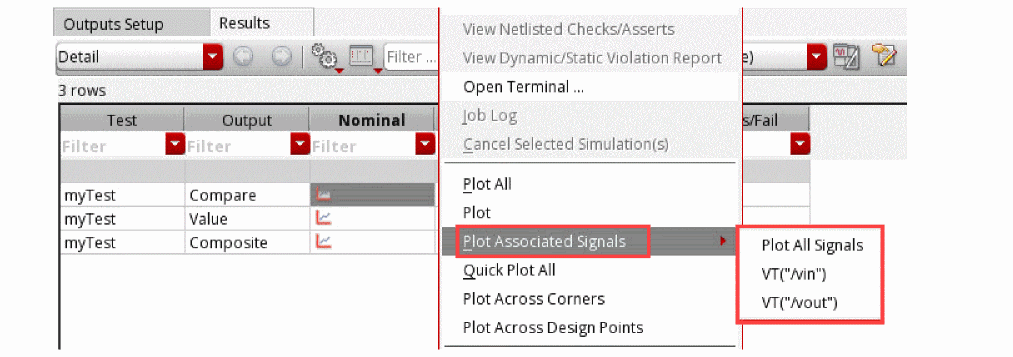 Outputs Setup
Results
Detail
Filter ...
e)
3 rows
Test
Output
Nominal
s/Fail
Filter
Filter
Filter
myTest
Compare
myTest
Value
myTest
Composite
View Netlisted Checks/Asserts
View Dynamic/Static Violation Report
Open Terminal ...
Job Log
Cancel Selected Simulation(s)
Plot All
Plot
Plot Associated Signals
Quick Plot All
Plot Across Corners
Plot Across Design Points
Plot All Signals
VT("/vin")
VT("/vout")